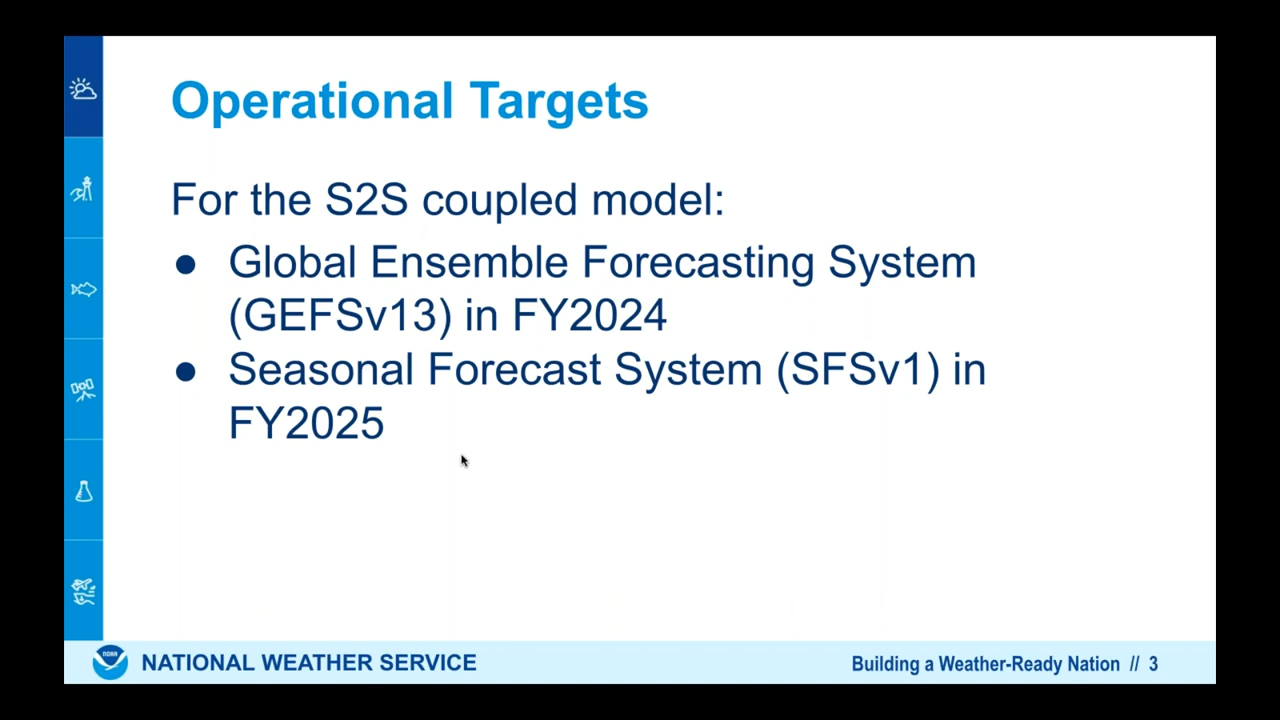 Operational Targets
For the S2S coupled model:
● Global Ensemble Forecasting System
(GEFSv13) in FY2024
● Seasonal Forecast System (SFSv1) in
FY2025
NOAA
NATIONAL WEATHER SERVICE
Building a Weather-Ready Nation // 3